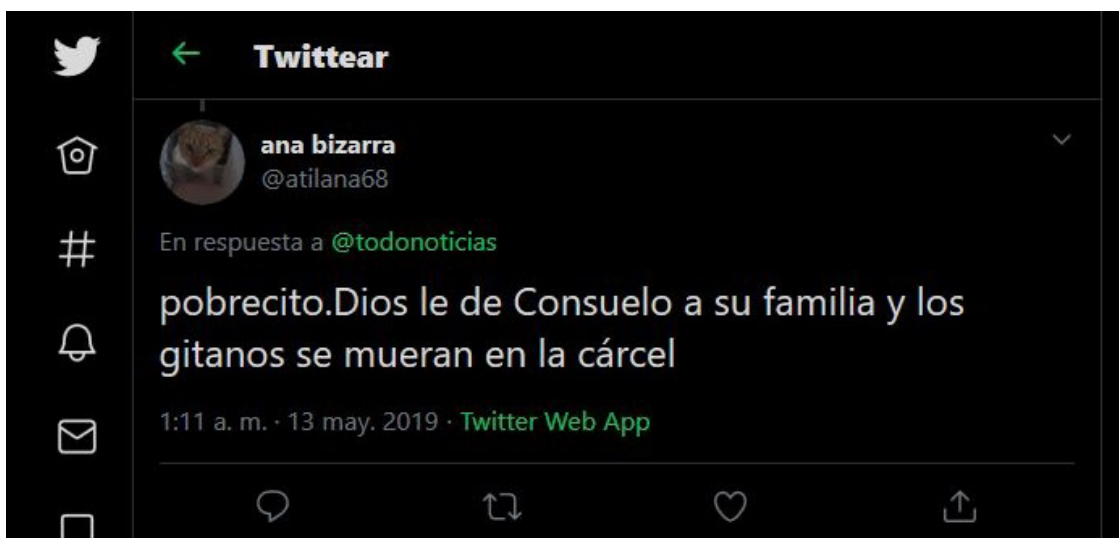 Twittear
ana bizarra
@atilana68
En respuesta a @todonoticias
pobrecito.Dios le de Consuelo a su familia y los
gitanos se mueran en la cárcel
1:11 a. m. · 13 may. 2019 · Twitter Web App